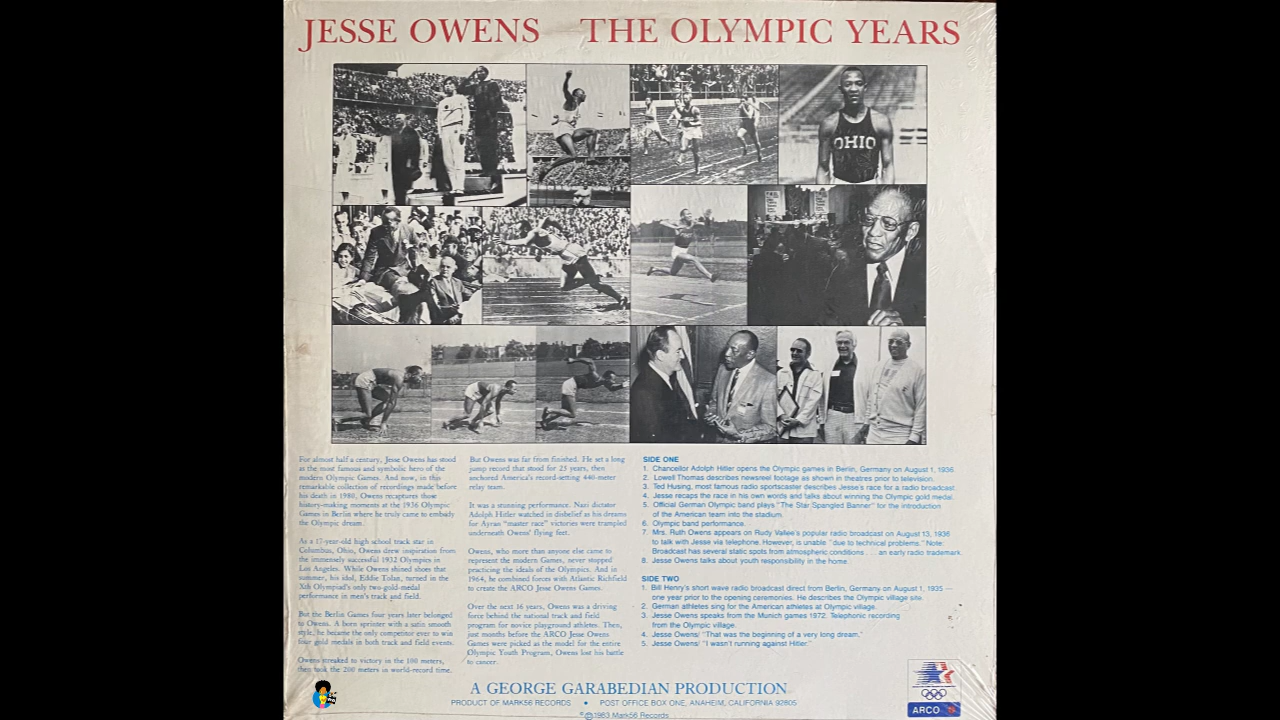 JESSE OWENS THE OLYMPIC YEARS
OHIO
For almost half a century, Jesse Owens has stood
as the most famous and symbolic hero of the
modern Olympic Games. And now, in this
remarkable collection of recordings made before
his death in 1980, Owens recaptures those
history-making moments at the 1936 Olympic
Games in Berlin where he truly came to embody
the Olympic dream.
As a 17-year-old high school track star in
Columbus, Ohio, Owens drew inspiration from
the immensely successful 1932 Olympics in
Los Angeles. While Owens shined shoes that
summer, his idol, Eddie Tolan, turned in the
Xth Olympiad's only two-gold-medal
performance in men's track and field.
But the Berlin Games four years later belonged
to Owens. A born sprinter with a satin smooth
style, he became the only competitor ever to win
four gold medals in both track and field events.
Owens streaked to victory in the 100 meters,
then took the 200 meters in world-record time.
But Owens was far from finished. He set a long
jump record that stood for 25 years, then
anchored America's record-setting 440-meter
relay team.
It was a stunning performance. Nazi dictator
Adolph Hitler watched in disbelief as his dreams
for Ayran "master race" victories were trampled
underneath Owens' flying feet.
Owens, who more than anyone else came to
represent the modern Games, never stopped
practicing the ideals of the Olympics. And in
1964, he combined forces with Atlantic Richfield
to create the ARCO Jesse Owens Games.
Over the next 16 years, Owens was a driving
force behind the national track and field
program for novice playground athletes. Then,
just months before the ARCO Jesse Owens
Games were picked as the model for the entire
Olympic Youth Program, Owens lost his battle
to cancer.
SIDE ONE
1. Chancellor Adolph Hitler opens the Olympic games in Berlin, Germany on August 1, 1936.
2. Lowell Thomas describes newsreel footage as shown in theatres prior to television.
3. Ted Husing, most famous radio sportscaster describes Jesse's race for a radio broadcast.
4. Jesse recaps the race in his own words and talks about winning the Olympic gold medal.
5. Official German Olympic band plays "The Star Spangled Banner" for the introduction
of the American team into the stadium.
6. Olympic band performance.
7. Mrs. Ruth Owens appears on Rudy Vallee's popular radio broadcast on August 13, 1936
to talk with Jesse via telephone. However, is unable "due to technical problems." Note:
Broadcast has several static spots from atmospheric conditions . . . an early radio trademark.
8. Jesse Owens talks about youth responsibility in the home.
SIDE TWO
1. Bill Henry's short wave radio broadcast direct from Berlin, Germany on August 1, 1935 —
one year prior to the opening ceremonies. He describes the Olympic village site.
2. German athletes sing for the American athletes at Olympic village.
3. Jesse Owens speaks from the Munich games 1972. Telephonic recording
from the Olympic village.
4. Jesse Owens/ "That was the beginning of a very long dream."
5. Jesse Owens/ "I wasn't running against Hitler."
A GEORGE GARABEDIAN PRODUCTION
PRODUCT OF MARK56 RECORDS • POST OFFICE BOX ONE, ANAHEIM, CALIFORNIA 92805
©℗1983 Mark56 Records
ARCO